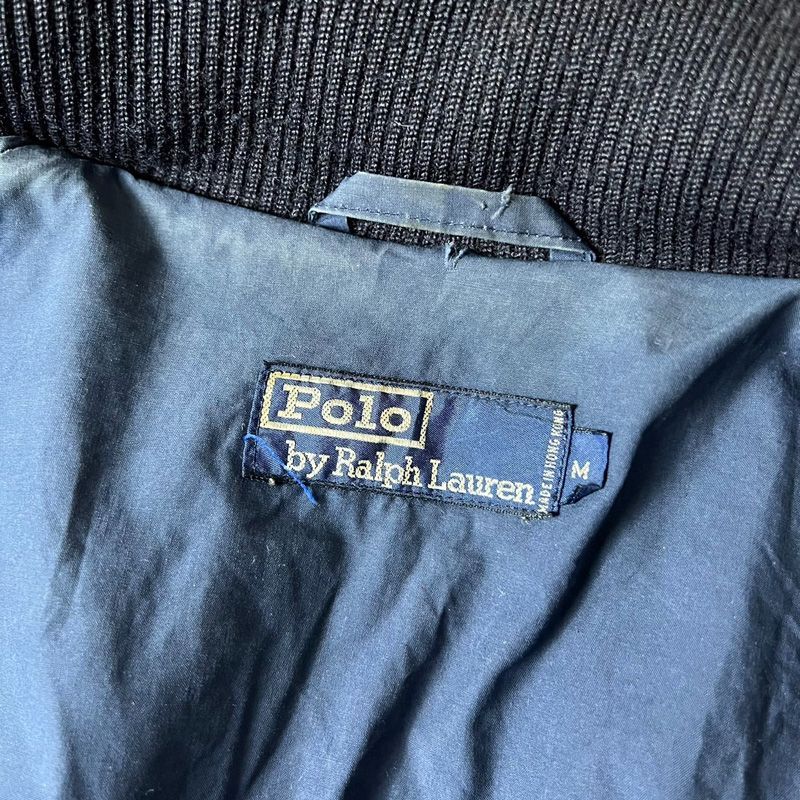 Polo
by Ralph Lauren
MADE IN HONG KONG
M